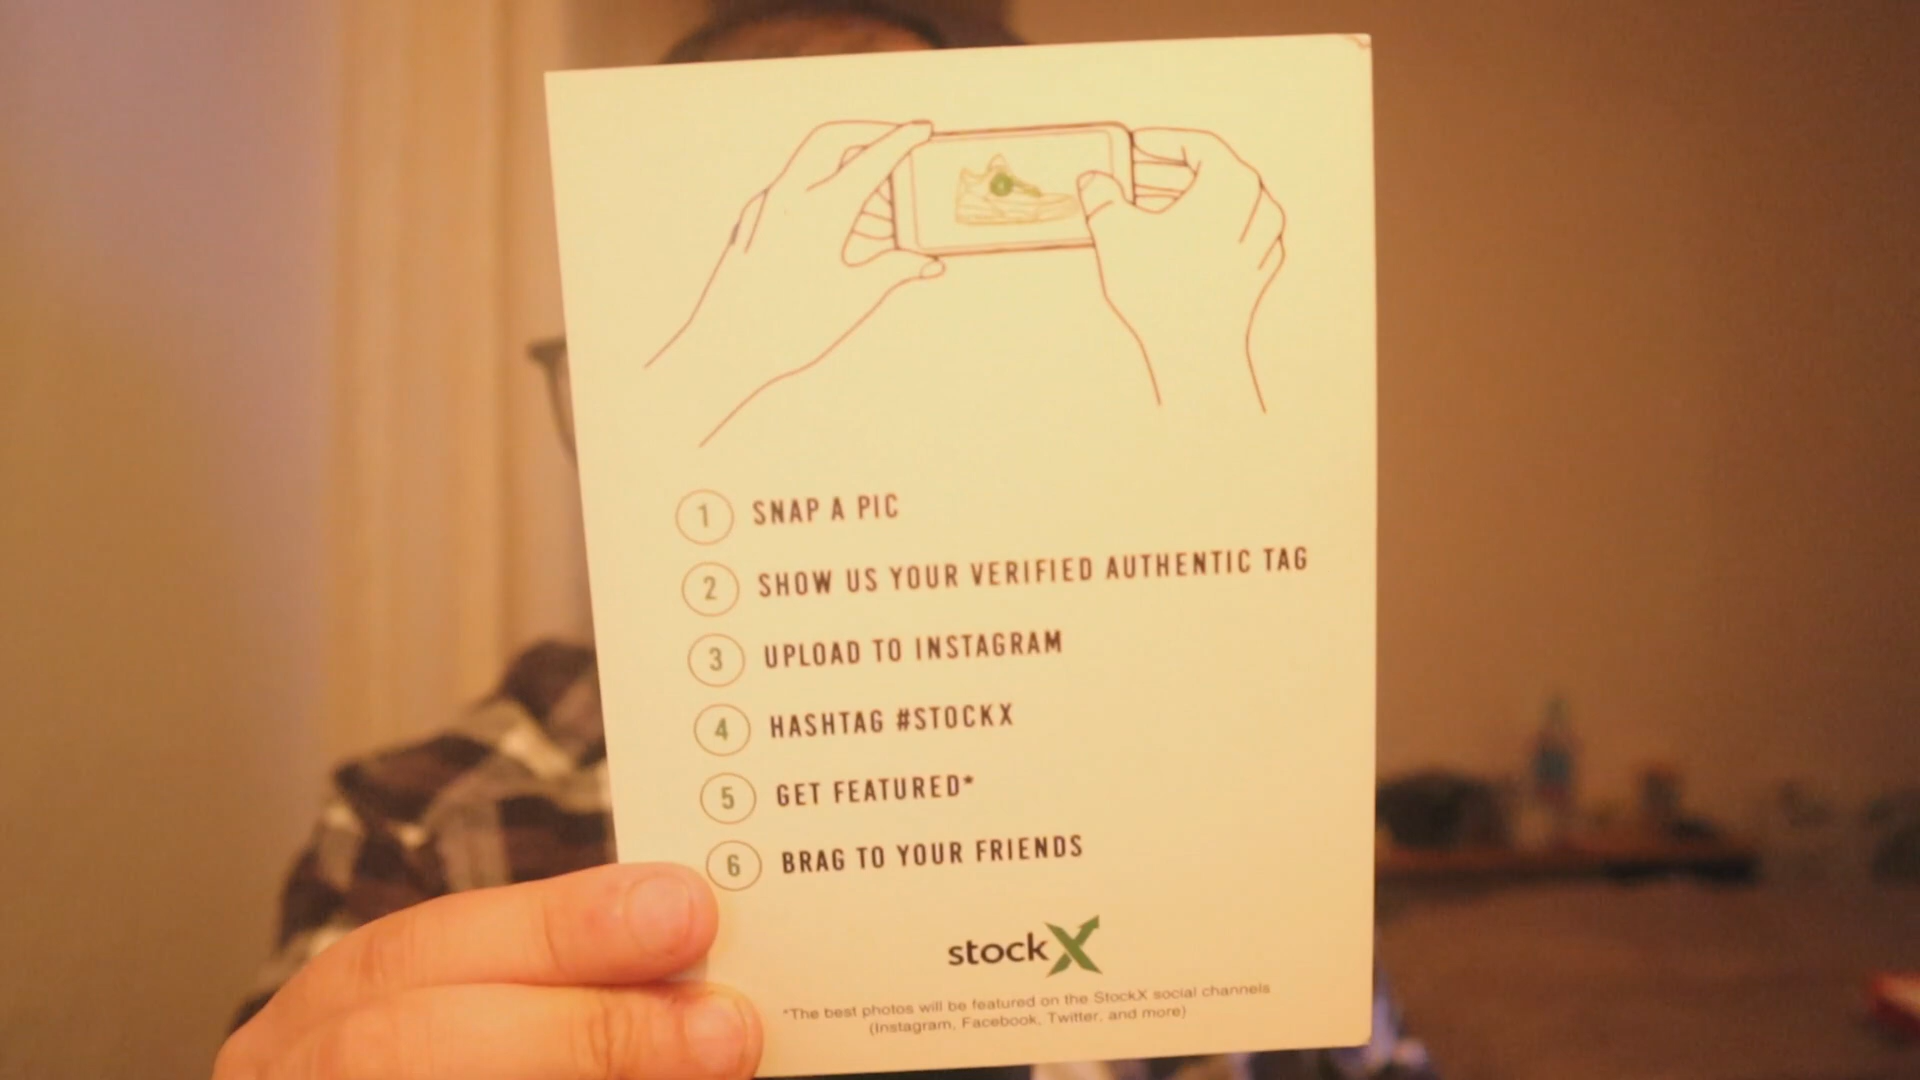 1 SNAP A PIC
2 SHOW US YOUR VERIFIED AUTHENTIC TAG
3 UPLOAD TO INSTAGRAM
4 HASHTAG #STOCKX
5 GET FEATURED*
6 BRAG TO YOUR FRIENDS
stockX
*The best photos will be featured on the StockX social channels
(Instagram, Facebook, Twitter, and more)